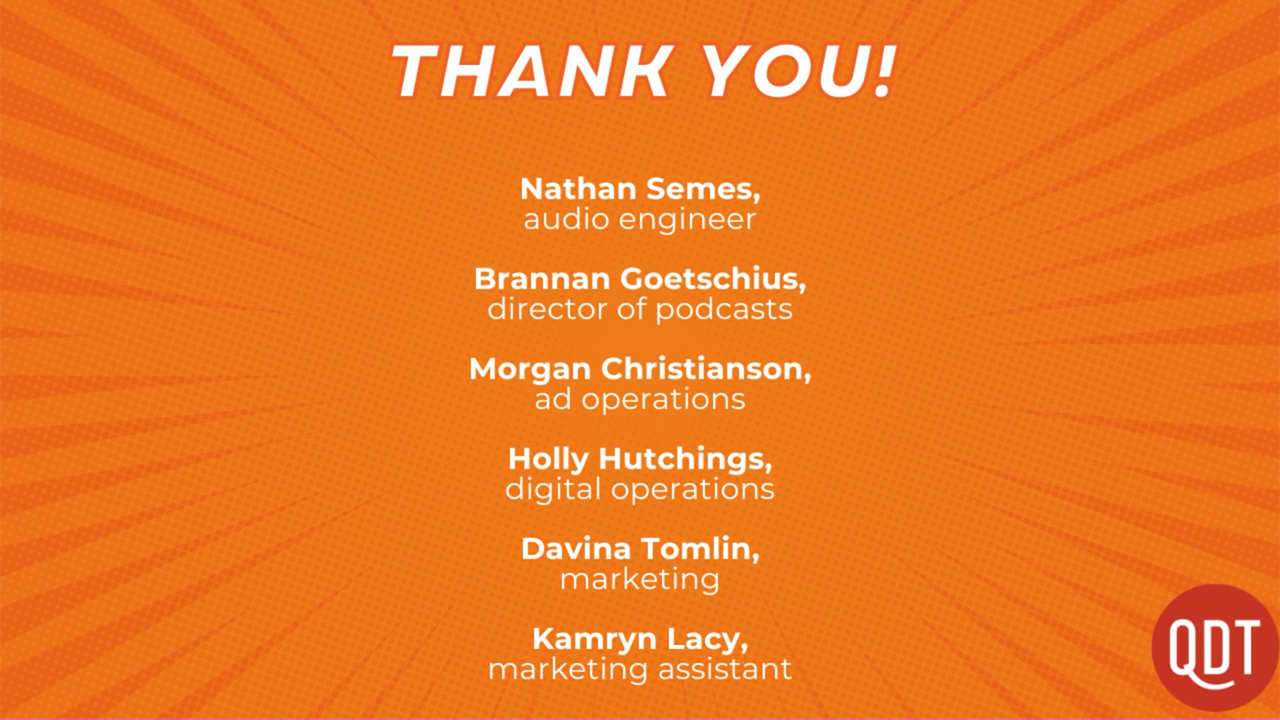 THANK YOU!
Nathan Semes,
audio engineer
Brannan Goetschius,
director of podcasts
Morgan Christianson,
ad operations
Holly Hutchings,
digital operations
Davina Tomlin,
marketing
Kamryn Lacy,
marketing assistant
QDT